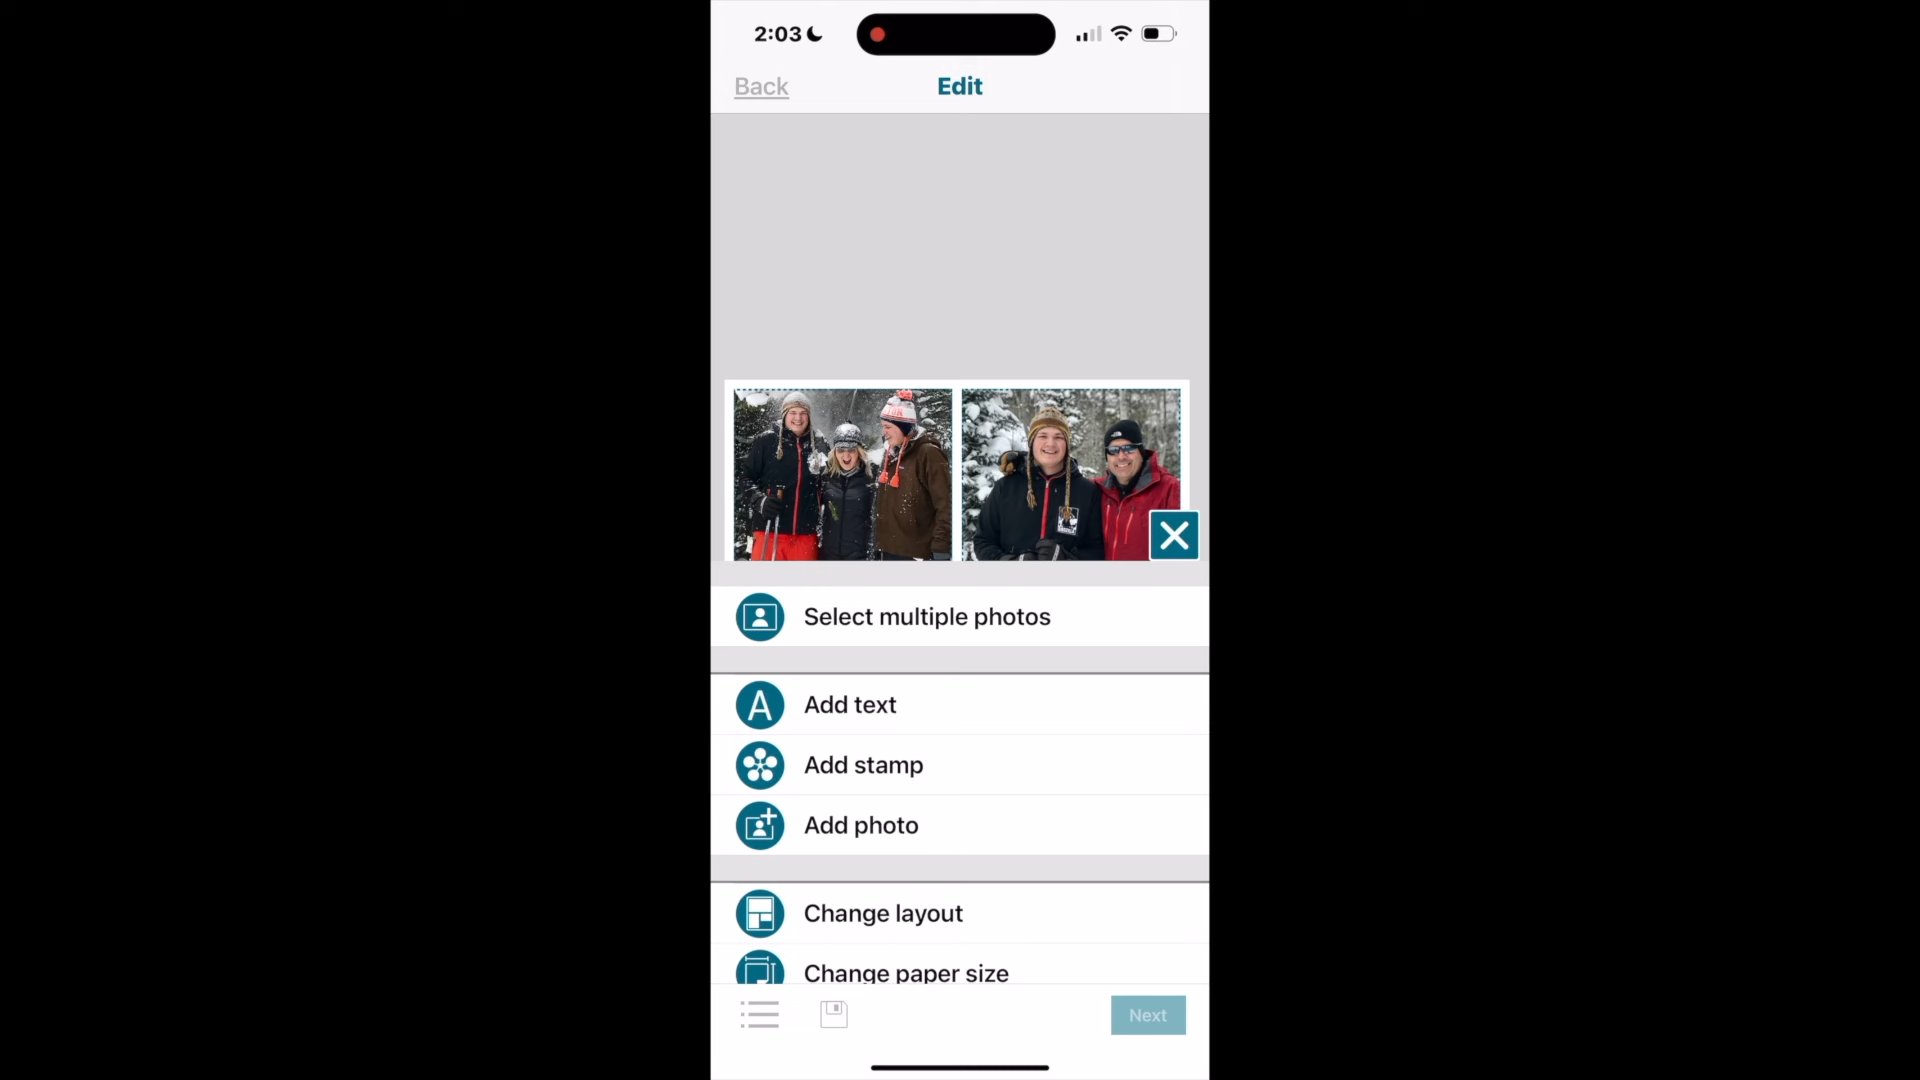 2:03
Back
Edit
Select multiple photos
Add text
Add stamp
Add photo
Change layout
Change paper size
Next